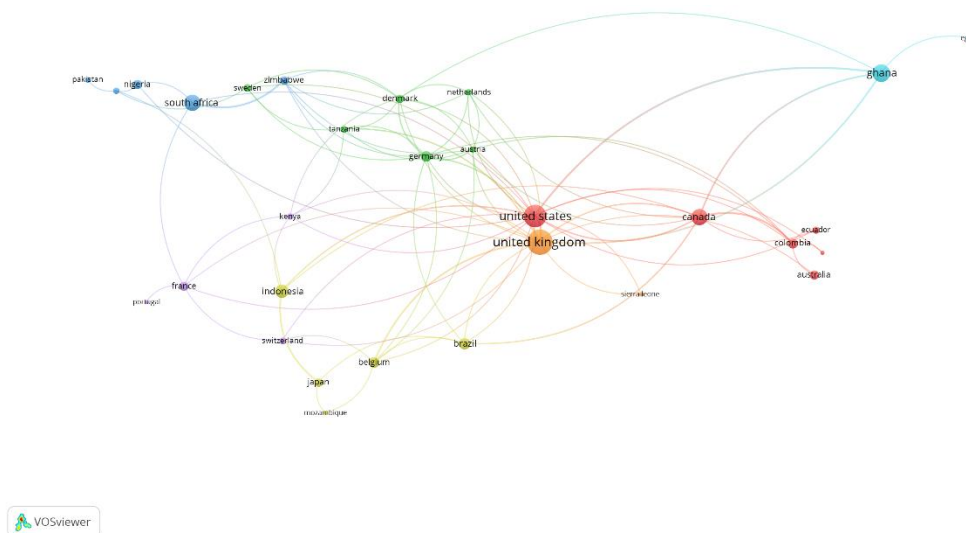 ghana
pakistan
nigeria
zimbabwe
sweden
south africa
denmark
netherlands
tanzania
germany
austria
united states
kenya
canada
united kingdom
ecuador
colombia
australia
france
portugal
indonesia
sierra leone
switzerland
brazil
belgium
japan
mozambique
VOSviewer